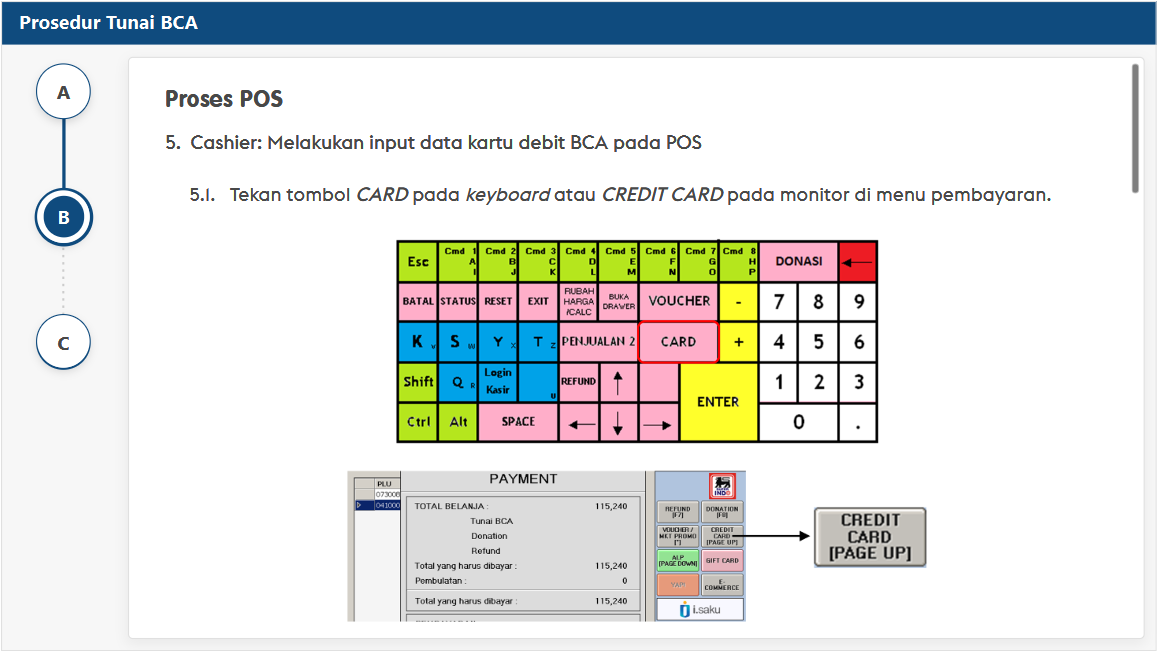 Prosedur Tunai BCA
A
B
C
Proses POS
5. Cashier: Melakukan input data kartu debit BCA pada POS
5.1. Tekan tombol CARD pada keyboard atau CREDIT CARD pada monitor di menu pembayaran.
Esc
Cmd 1 A I
Cmd 2 B J
Cmd 3 C K
Cmd 4 D L
Cmd 5 E M
Cmd 6 F N
Cmd 7 G O
Cmd 8 H P
DONASI
BATAL
STATUS
RESET
EXIT
RUBAH
HARGA
/CALC
BUKA
DRAWER
VOUCHER
-
7
8
9
K V
S W
Y X
T Z
PENJUALAN 2
CARD
+
4
5
6
Shift
Q R
Login
Kasir
U
REFUND
ENTER
1
2
3
Ctrl
Alt
SPACE
0
.
PLU
073008
041000
PAYMENT
TOTAL BELANJA : 115,240
Tunai BCA
Donation
Refund
Total yang harus dibayar : 115,240
Pembulatan : 0
Total yang harus dibayar : 115,240
INDO
REFUND
[F7]
DONATION
[F8]
VOUCHER /
MKT PROMO
[*]
CREDIT
CARD
[PAGE UP]
ALP
[PAGE DOWN]
GIFT CARD
E-
COMMERCE
i.saku
CREDIT
CARD
[PAGE UP]